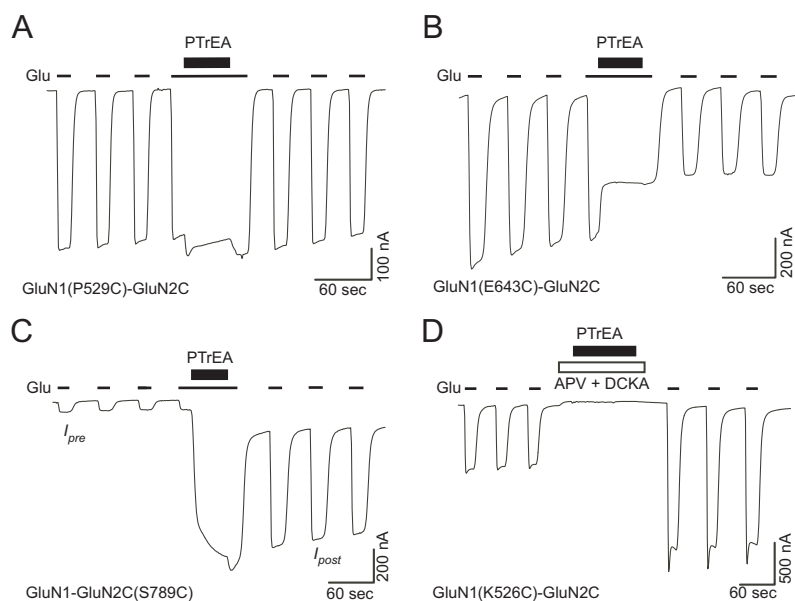 A
PTrEA
Glu
100 nA
60 sec
GluN1(P529C)-GluN2C
B
PTrEA
Glu
200 nA
60 sec
GluN1(E643C)-GluN2C
C
PTrEA
Glu
Ipre
Ipost
200 nA
60 sec
GluN1-GluN2C(S789C)
D
PTrEA
APV + DCKA
Glu
500 nA
60 sec
GluN1(K526C)-GluN2C